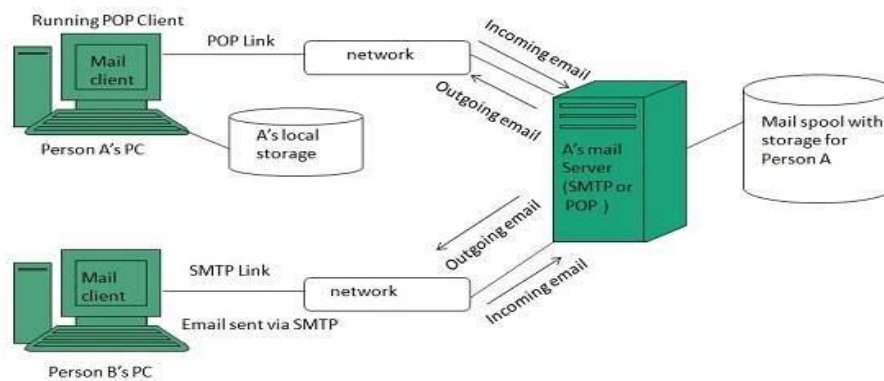 Running POP Client
POP Link
network
Incoming email
Outgoing email
Mail
client
Person A's PC
A's local
storage
A's mail
Server
(SMTP or
POP )
Mail spool with
storage for
Person A
Outgoing email
Incoming email
Mail
client
SMTP Link
network
Email sent via SMTP
Person B's PC